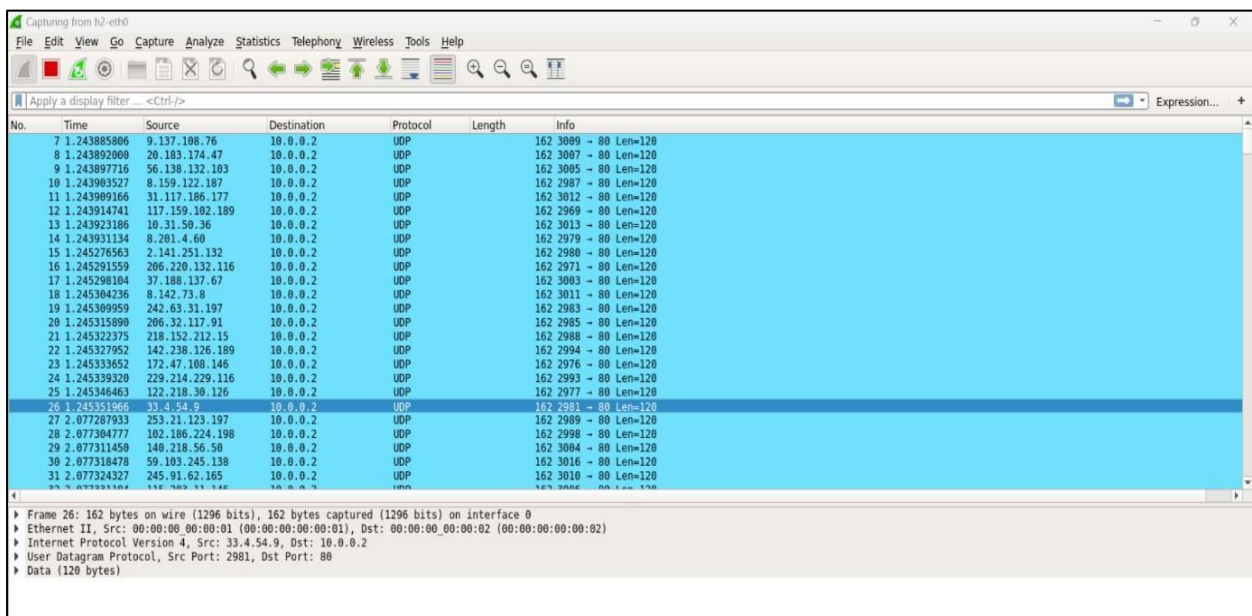 Capturing from h2-eth0
File Edit View Go Capture Analyze Statistics Telephony Wireless Tools Help
Apply a display filter ... <Ctrl-/> Expression... +
No. Time Source Destination Protocol Length Info
7 1.243885806 9.137.108.76 10.0.0.2 UDP 162 3009 → 80 Len=120
8 1.243892000 20.183.174.47 10.0.0.2 UDP 162 3007 → 80 Len=120
9 1.243897716 56.138.132.103 10.0.0.2 UDP 162 3005 → 80 Len=120
10 1.243903527 8.159.122.187 10.0.0.2 UDP 162 2987 → 80 Len=120
11 1.243909166 31.117.186.177 10.0.0.2 UDP 162 3012 → 80 Len=120
12 1.243914741 117.159.102.189 10.0.0.2 UDP 162 2969 → 80 Len=120
13 1.243923186 10.31.50.36 10.0.0.2 UDP 162 3013 → 80 Len=120
14 1.243931134 8.201.4.60 10.0.0.2 UDP 162 2979 → 80 Len=120
15 1.245276563 2.141.251.132 10.0.0.2 UDP 162 2980 → 80 Len=120
16 1.245291559 206.220.132.116 10.0.0.2 UDP 162 2971 → 80 Len=120
17 1.245298104 37.188.137.67 10.0.0.2 UDP 162 3003 → 80 Len=120
18 1.245304236 8.142.73.8 10.0.0.2 UDP 162 3011 → 80 Len=120
19 1.245309959 242.63.31.197 10.0.0.2 UDP 162 2983 → 80 Len=120
20 1.245315890 206.32.117.91 10.0.0.2 UDP 162 2985 → 80 Len=120
21 1.245322375 218.152.212.15 10.0.0.2 UDP 162 2988 → 80 Len=120
22 1.245327952 142.238.126.189 10.0.0.2 UDP 162 2994 → 80 Len=120
23 1.245333652 172.47.108.146 10.0.0.2 UDP 162 2976 → 80 Len=120
24 1.245339320 229.214.229.116 10.0.0.2 UDP 162 2993 → 80 Len=120
25 1.245346463 122.218.30.126 10.0.0.2 UDP 162 2977 → 80 Len=120
26 1.245351966 33.4.54.9 10.0.0.2 UDP 162 2981 → 80 Len=120
27 2.077287933 253.21.123.197 10.0.0.2 UDP 162 2989 → 80 Len=120
28 2.077304777 102.186.224.198 10.0.0.2 UDP 162 2998 → 80 Len=120
29 2.077311450 140.218.56.50 10.0.0.2 UDP 162 3004 → 80 Len=120
30 2.077318478 59.103.245.138 10.0.0.2 UDP 162 3016 → 80 Len=120
31 2.077324327 245.91.62.165 10.0.0.2 UDP 162 3010 → 80 Len=120
Frame 26: 162 bytes on wire (1296 bits), 162 bytes captured (1296 bits) on interface 0
Ethernet II, Src: 00:00:00_00:00:01 (00:00:00:00:00:01), Dst: 00:00:00_00:00:02 (00:00:00:00:00:02)
Internet Protocol Version 4, Src: 33.4.54.9, Dst: 10.0.0.2
User Datagram Protocol, Src Port: 2981, Dst Port: 80
Data (120 bytes)